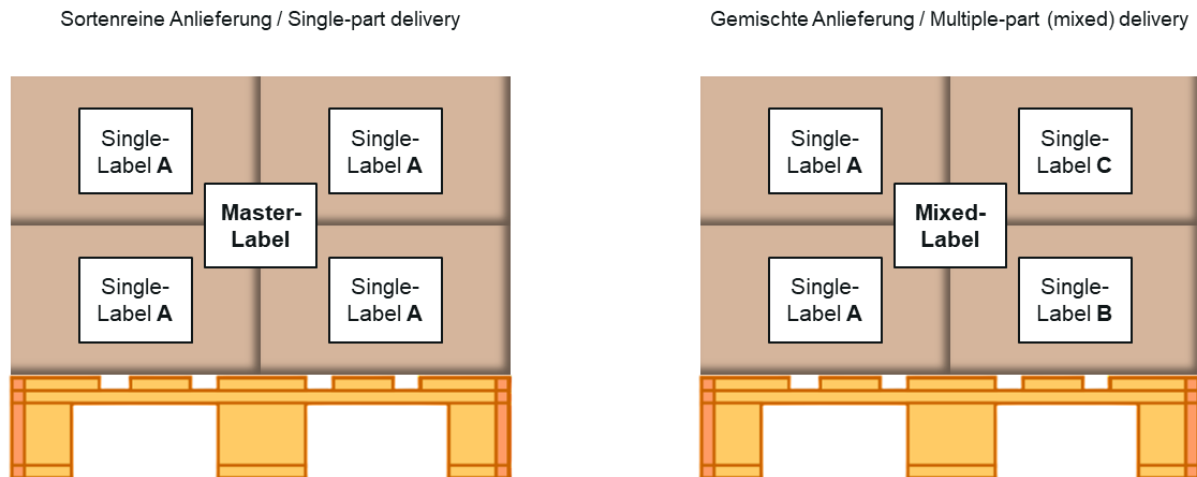 Sortenreine Anlieferung / Single-part delivery
Single-
Label A
Single-
Label A
Master-
Label
Single-
Label A
Single-
Label A
Gemischte Anlieferung / Multiple-part (mixed) delivery
Single-
Label A
Single-
Label C
Mixed-
Label
Single-
Label A
Single-
Label B